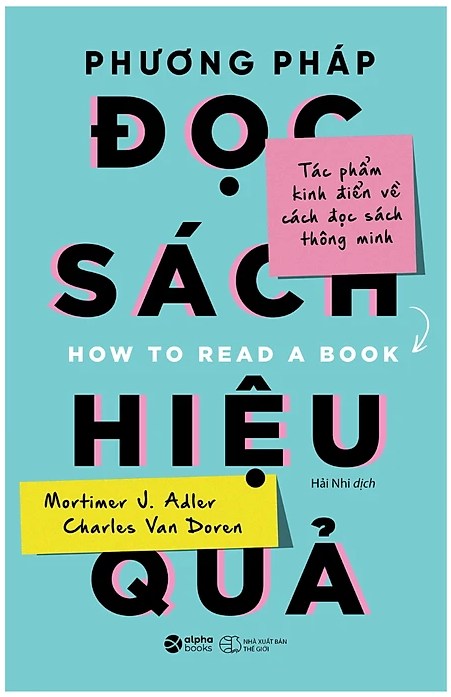 PHƯƠNG PHÁP
ĐỌC
Tác phẩm
kinh điển về
cách đọc sách
thông minh
SÁCH
HOW TO READ A BOOK
HIỆU
Hải Nhi dịch
Mortimer J. Adler
Charles Van Doren
QUẢ
alpha
books
NHÀ XUẤT BẢN
THẾ GIỚI